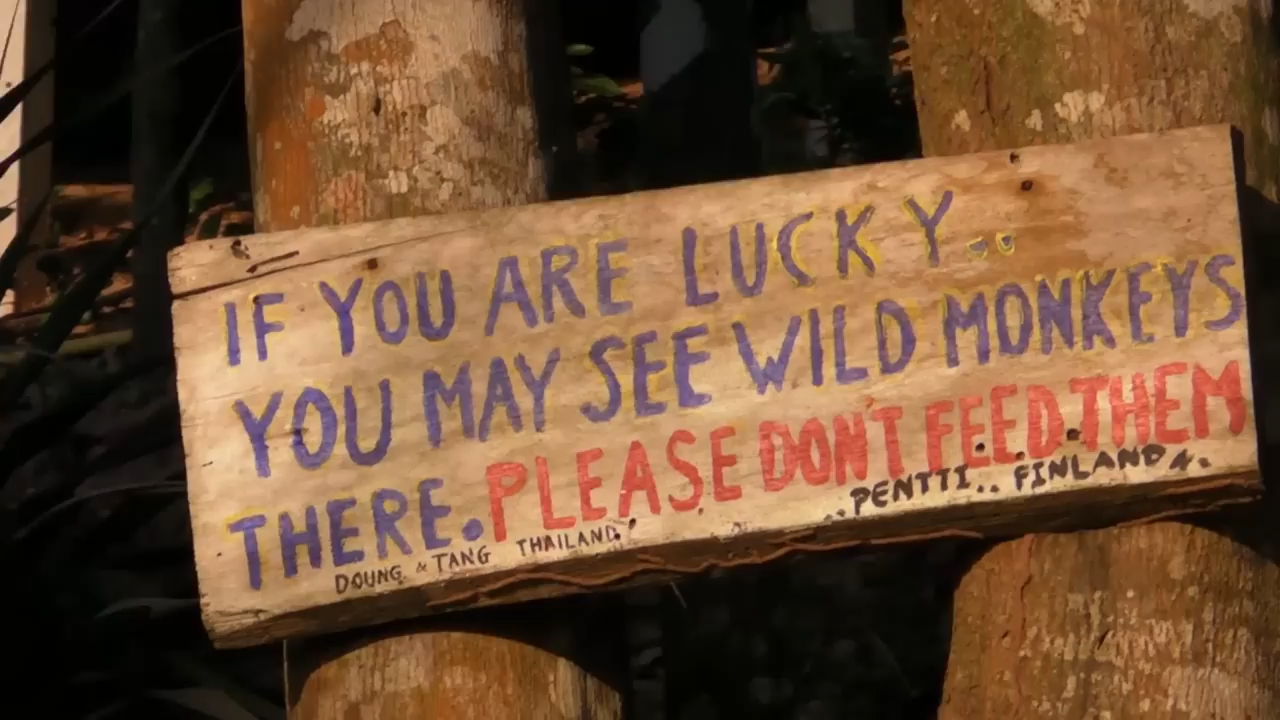 IF YOU ARE LUCKY..
YOU MAY SEE WILD MONKEYS
THERE. PLEASE DON'T FEED THEM
DOUNG & TANG THAILAND. ..PENTTI.. FINLAND